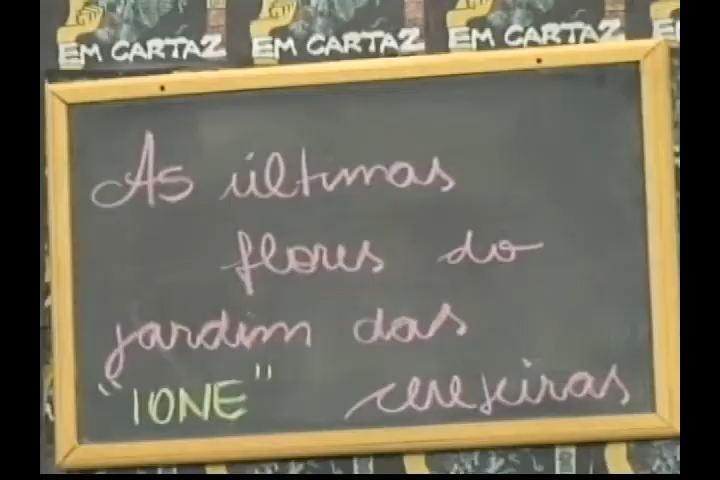 EM CARTAZ EM CARTAZ EM CARTAZ E
As últimas
flores do
jardim das
"IONE" cerejeiras